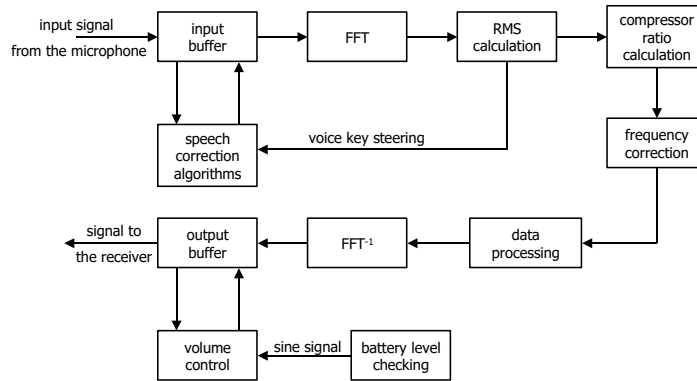 input signal
from the microphone
input
buffer
FFT
RMS
calculation
compressor
ratio
calculation
speech
correction
algorithms
voice key steering
frequency
correction
signal to
the receiver
output
buffer
FFT⁻¹
data
processing
volume
control
sine signal
battery level
checking